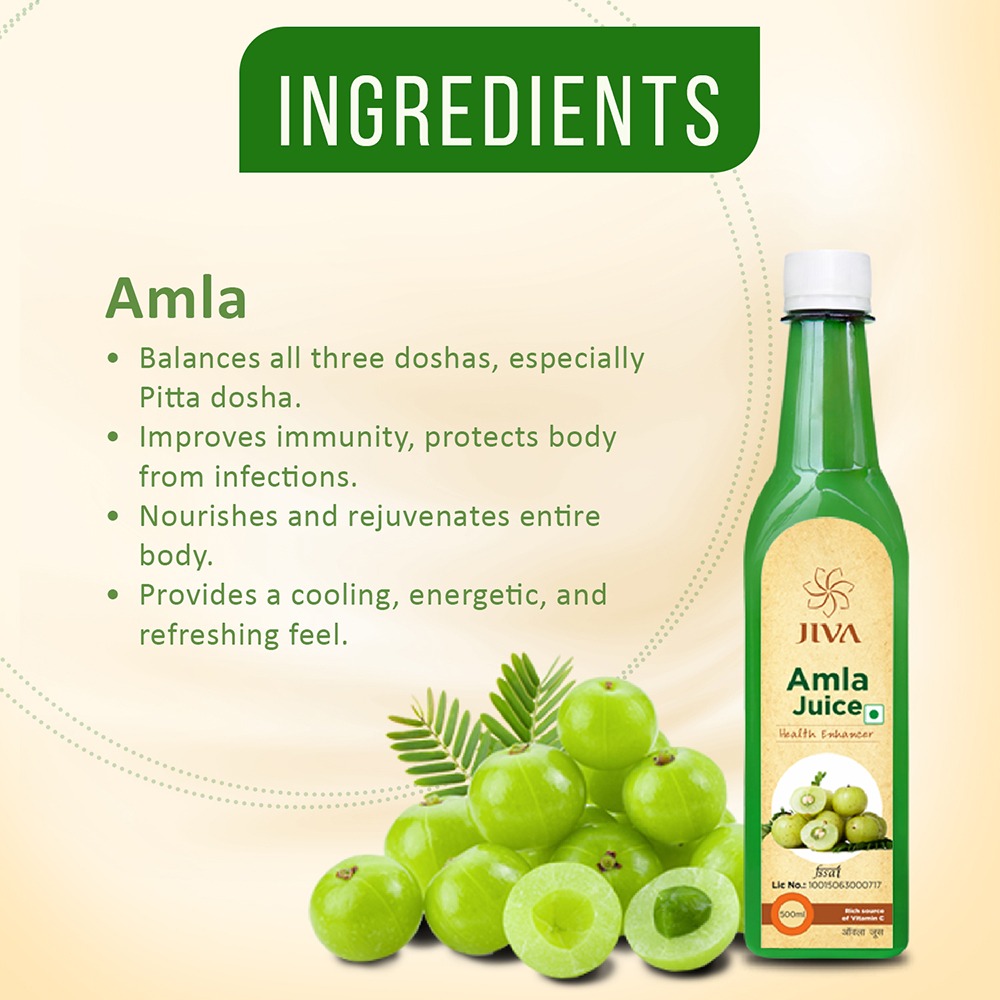 INGREDIENTS
Amla
• Balances all three doshas, especially
Pitta dosha.
• Improves immunity, protects body
from infections.
• Nourishes and rejuvenates entire
body.
• Provides a cooling, energetic, and
refreshing feel.
JIVA
Amla
Juice
Health Enhancer
fssai
Lic No.: 10015063000717
500ml
Rich source
of Vitamin C
आँवला जूस